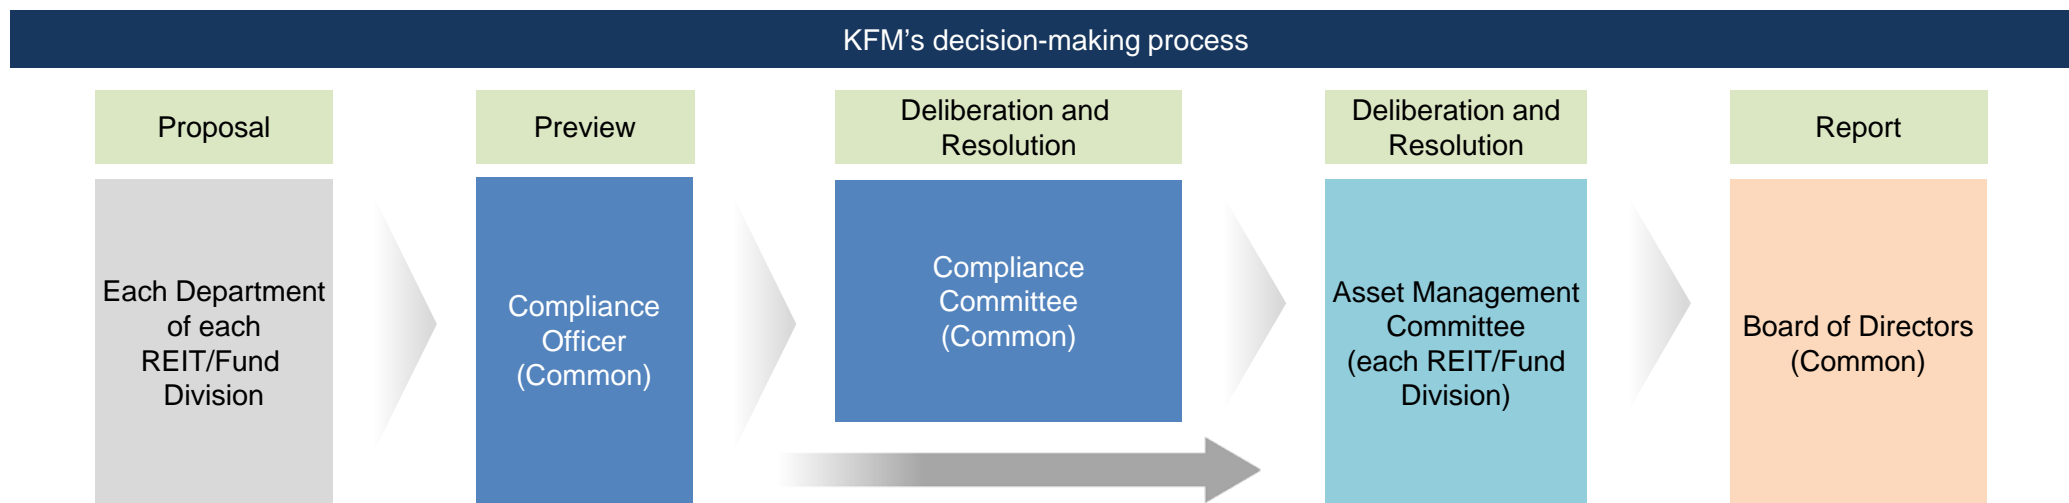 KFM’s decision-making process
Proposal
Preview
Deliberation and
Resolution
Deliberation and
Resolution
Report
Each Department
of each
REIT/Fund
Division
Compliance
Officer
(Common)
Compliance
Committee
(Common)
Asset Management
Committee
(each REIT/Fund
Division)
Board of Directors
(Common)